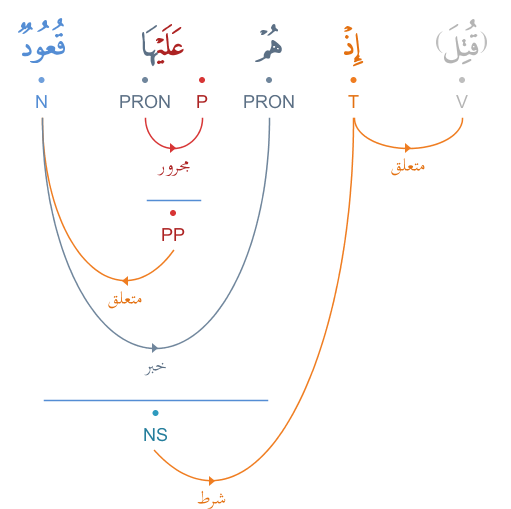 (قُتِلَ) إِذْ هُمْ عَلَيْهَا قُعُودٌ
V T PRON P PRON N
متعلق
مجرور
PP
متعلق
خبر
NS
شرط